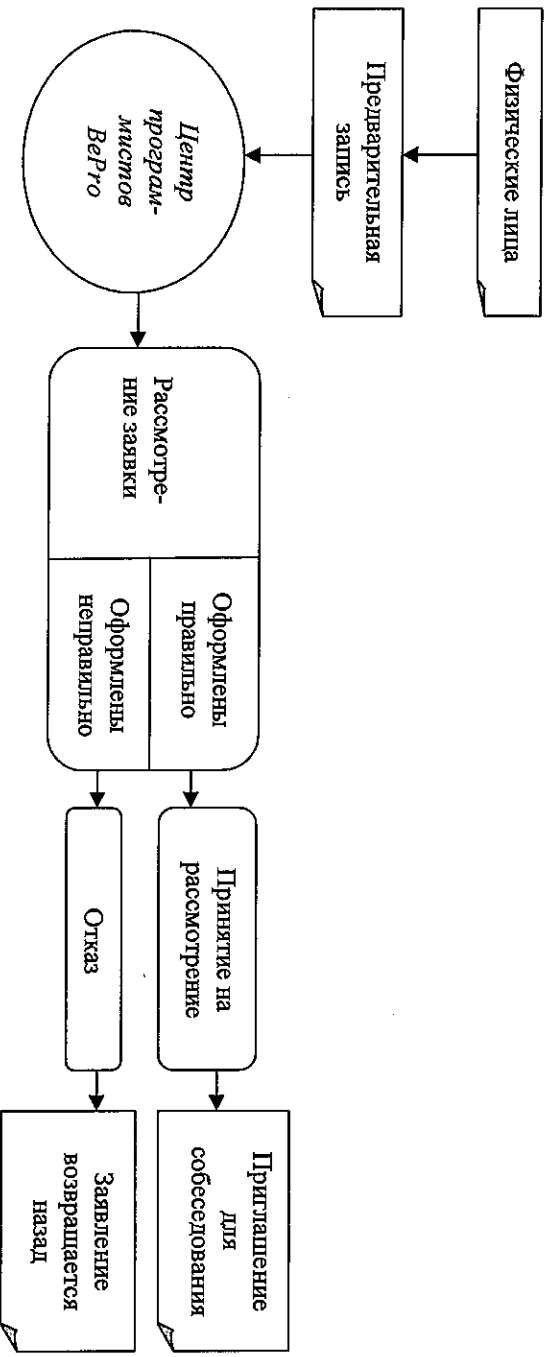 Физические лица
Предварительная
запись
Центр
програм-
мистов
BePro
Рассмотре-
ние заявки
Оформлены
правильно
Оформлены
неправильно
Принятие на
рассмотрение
Отказ
Приглашение
для
собеседования
Заявление
возвращается
назад